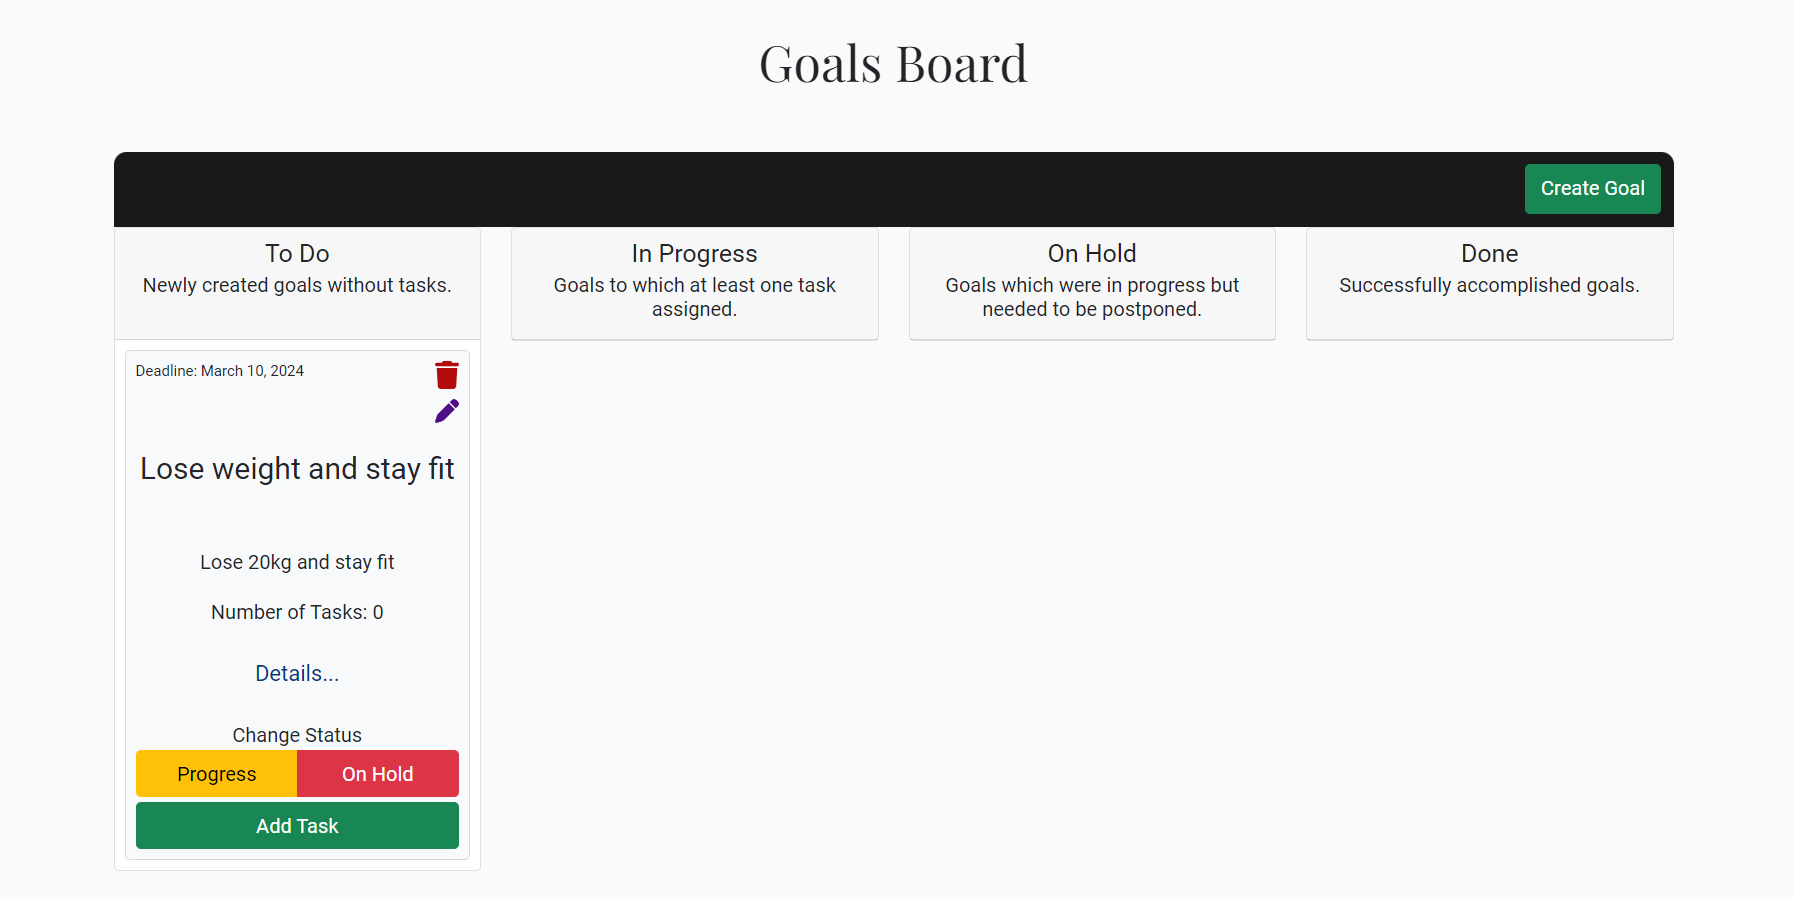 Goals Board
Create Goal
To Do
Newly created goals without tasks.
In Progress
Goals to which at least one task
assigned.
On Hold
Goals which were in progress but
needed to be postponed.
Done
Successfully accomplished goals.
Deadline: March 10, 2024
Lose weight and stay fit
Lose 20kg and stay fit
Number of Tasks: 0
Details...
Change Status
Progress
On Hold
Add Task